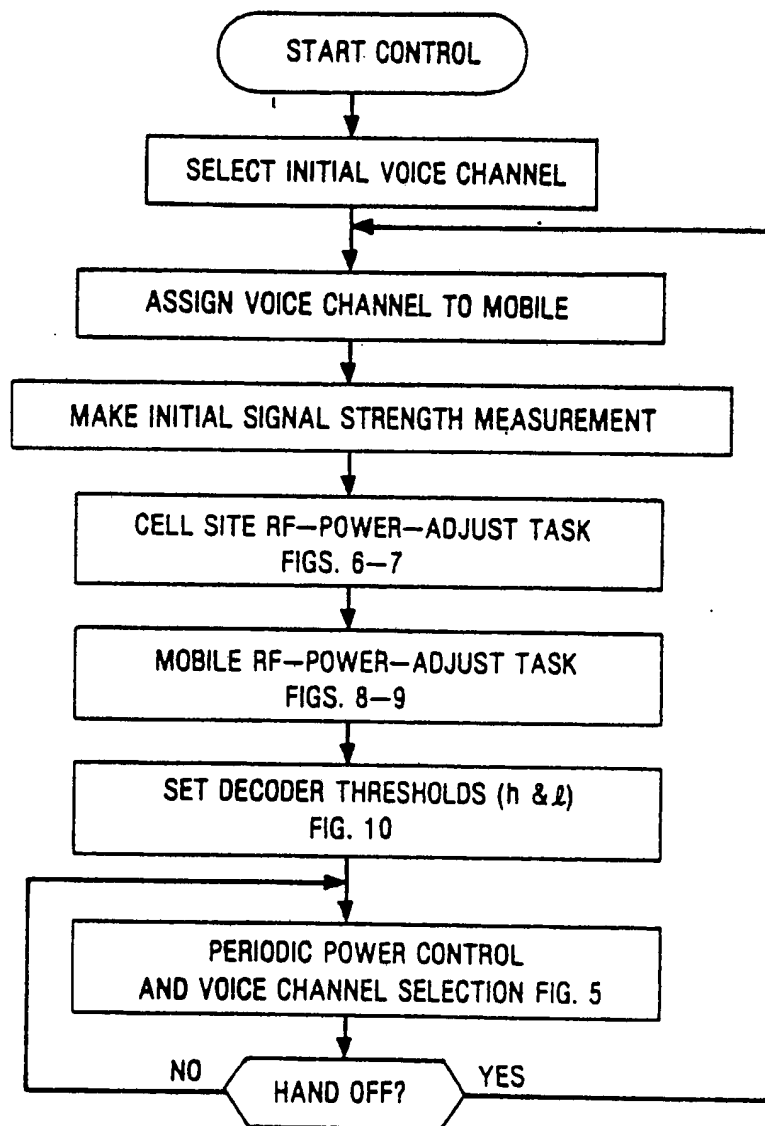 START CONTROL
SELECT INITIAL VOICE CHANNEL
ASSIGN VOICE CHANNEL TO MOBILE
MAKE INITIAL SIGNAL STRENGTH MEASUREMENT
CELL SITE RF-POWER-ADJUST TASK
FIGS. 6-7
MOBILE RF-POWER-ADJUST TASK
FIGS. 8-9
SET DECODER THRESHOLDS (h & ℓ)
FIG. 10
PERIODIC POWER CONTROL
AND VOICE CHANNEL SELECTION FIG. 5
NO
HAND OFF?
YES